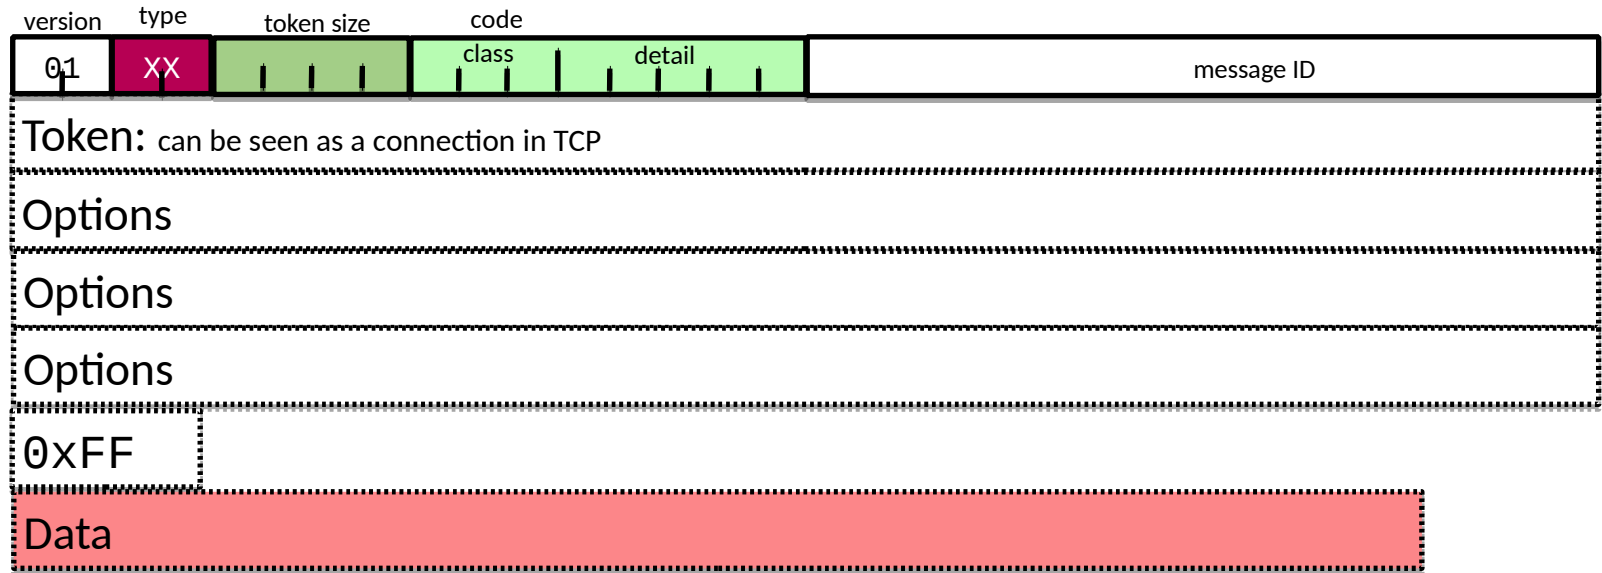 version type token size code
01 XX class detail message ID
Token: can be seen as a connection in TCP
Options
Options
Options
0xFF
Data